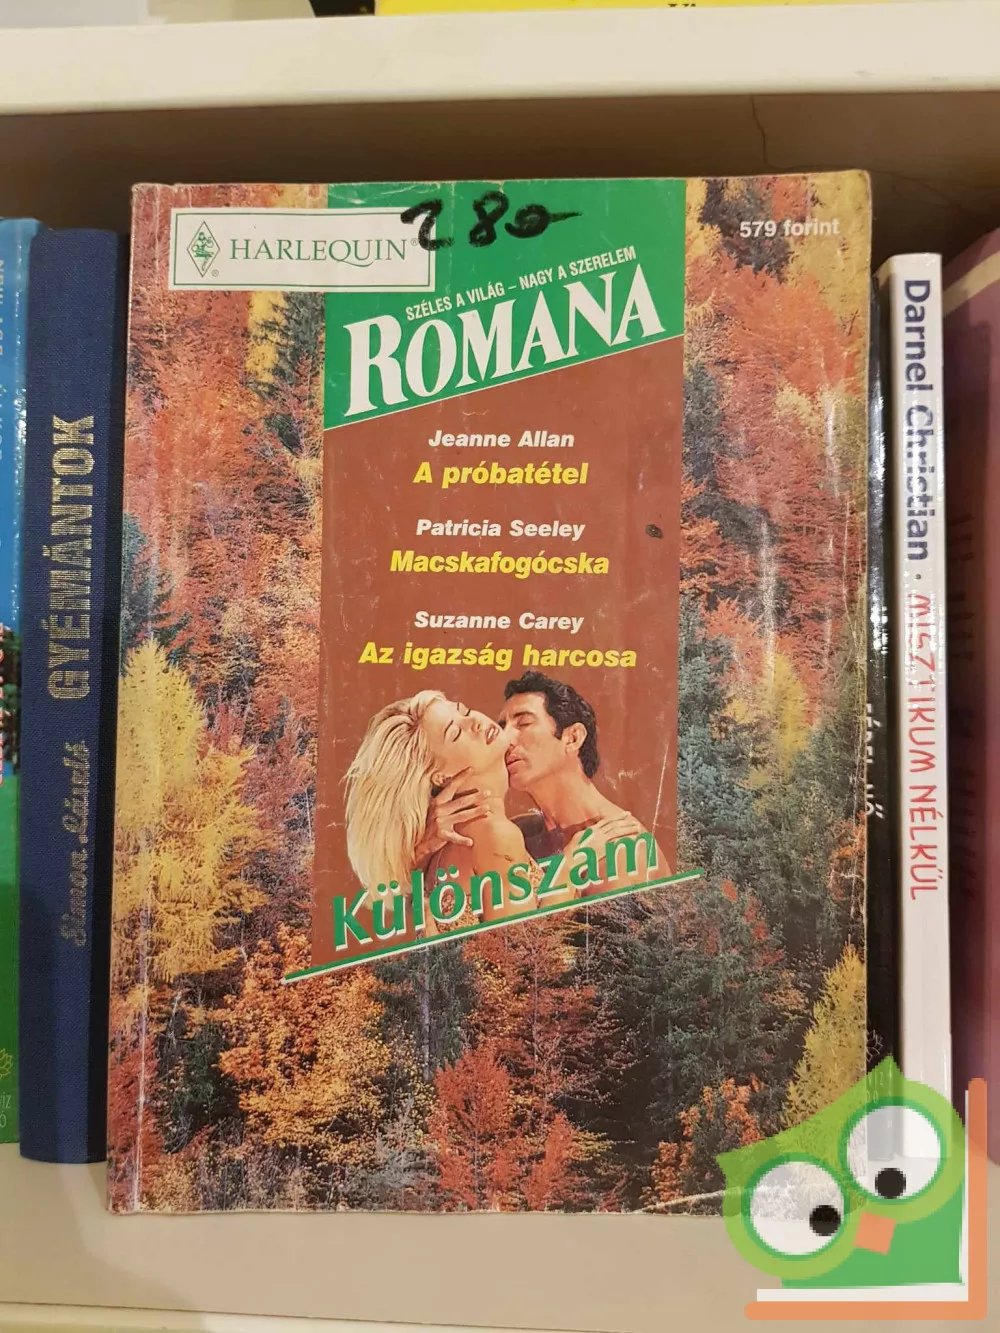 HARLEQUIN®
280
579 forint
SZÉLES A VILÁG – NAGY A SZERELEM
ROMANA
Jeanne Allan
A próbatétel
Patricia Seeley
Macskafogócska
Suzanne Carey
Az igazság harcosa
Különszám
GYÉMÁNTOK
Darnel Christian · MISZTIKUM NÉLKÜL